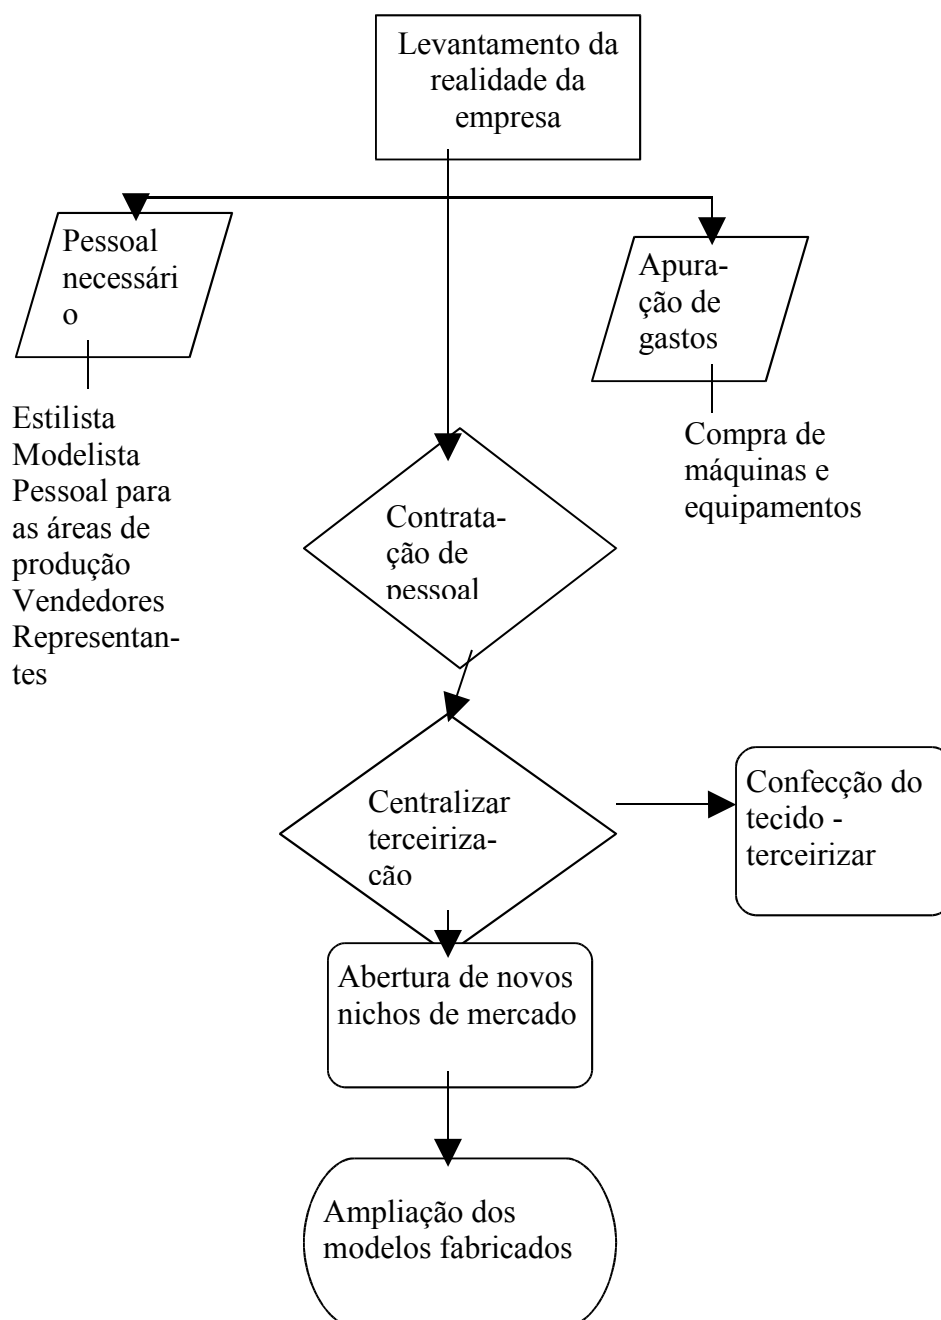 Levantamento da
realidade da
empresa
Pessoal
necessári
o
Apura-
ção de
gastos
Estilista
Modelista
Pessoal para
as áreas de
produção
Vendedores
Representan-
tes
Compra de
máquinas e
equipamentos
Contrata-
ção de
pessoal
Centralizar
terceiriza-
ção
Confecção do
tecido -
terceirizar
Abertura de novos
nichos de mercado
Ampliação dos
modelos fabricados